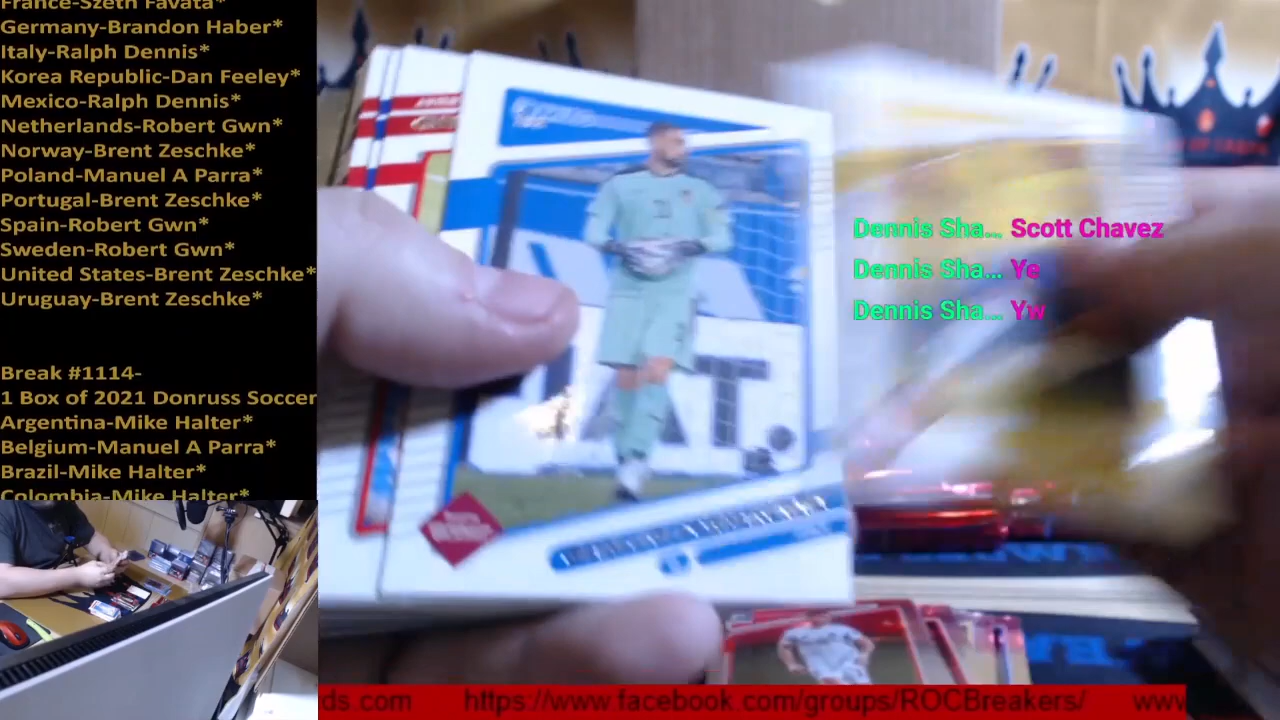 France-Szeth Favata*
Germany-Brandon Haber*
Italy-Ralph Dennis*
Korea Republic-Dan Feeley*
Mexico-Ralph Dennis*
Netherlands-Robert Gwn*
Norway-Brent Zeschke*
Poland-Manuel A Parra*
Portugal-Brent Zeschke*
Spain-Robert Gwn*
Sweden-Robert Gwn*
United States-Brent Zeschke*
Uruguay-Brent Zeschke*
Break #1114-
1 Box of 2021 Donruss Soccer
Argentina-Mike Halter*
Belgium-Manuel A Parra*
Brazil-Mike Halter*
Colombia-Mike Halter*
Dennis Sha... Scott Chavez
Dennis Sha... Ye
Dennis Sha... Yw
AT.
ds.com https://www.facebook.com/groups/ROCBreakers/ www